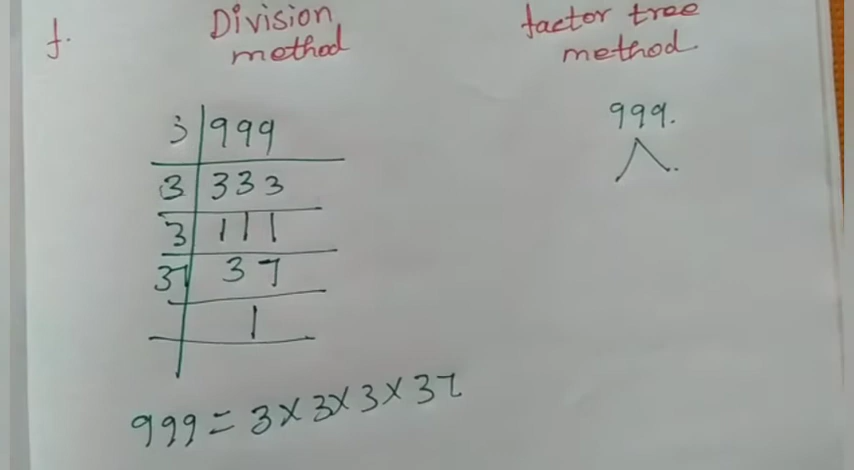 f.
Division method
factor tree method.
3 | 999
3 | 333
3 | 111
37 | 37
1
999.
999 = 3 × 3 × 3 × 37